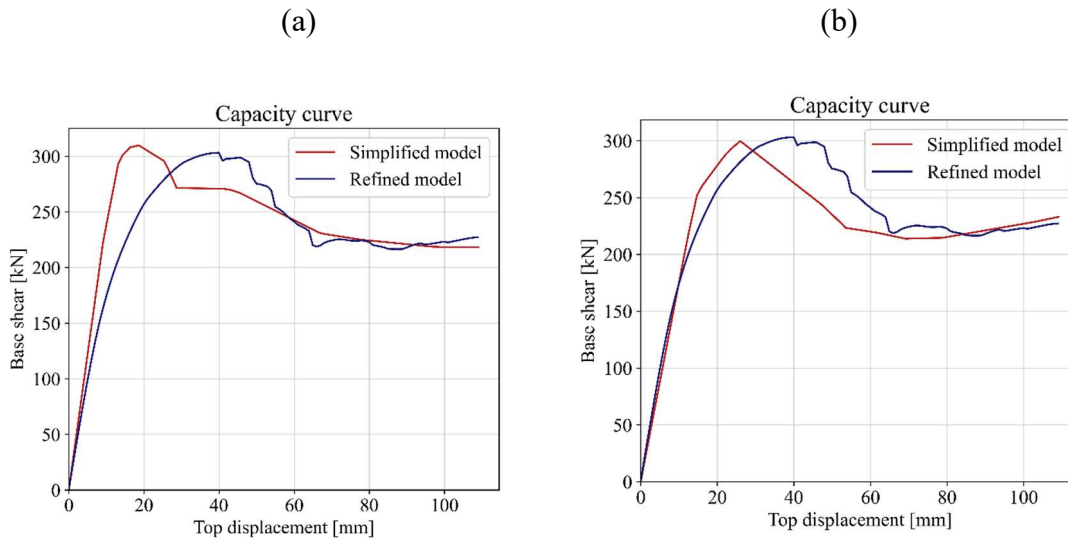 (a)
(b)
Capacity curve
Simplified model
Refined model
300
250
200
150
100
50
0
Base shear [kN]
0 20 40 60 80 100
Top displacement [mm]
Capacity curve
Simplified model
Refined model
300
250
200
150
100
50
0
Base shear [kN]
0 20 40 60 80 100
Top displacement [mm]